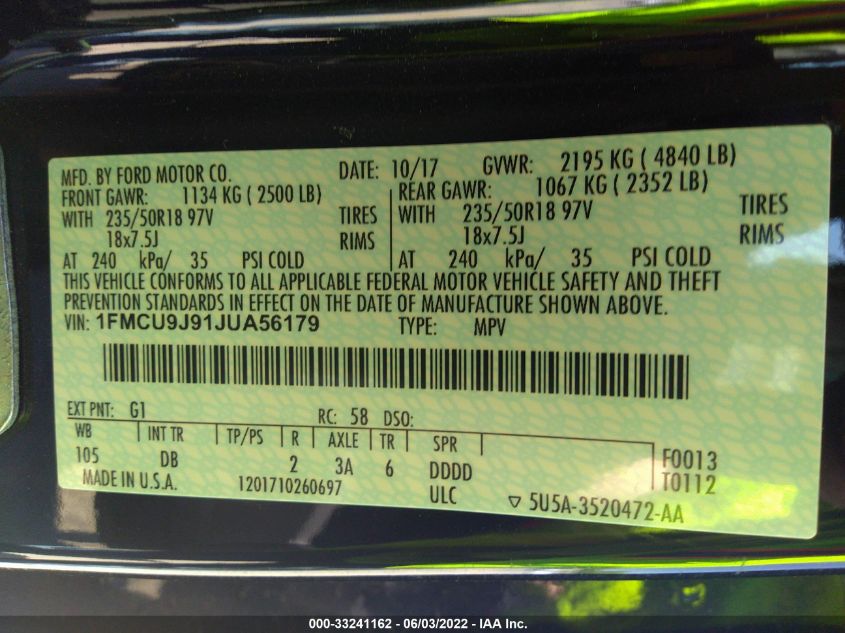 MFD. BY FORD MOTOR CO. DATE: 10/17 GVWR: 2195 KG ( 4840 LB)
FRONT GAWR: 1134 KG ( 2500 LB) REAR GAWR: 1067 KG ( 2352 LB)
WITH 235/50R18 97V TIRES WITH 235/50R18 97V TIRES
18x7.5J RIMS 18x7.5J RIMS
AT 240 kPa/ 35 PSI COLD AT 240 kPa/ 35 PSI COLD
THIS VEHICLE CONFORMS TO ALL APPLICABLE FEDERAL MOTOR VEHICLE SAFETY AND THEFT
PREVENTION STANDARDS IN EFFECT ON THE DATE OF MANUFACTURE SHOWN ABOVE.
VIN: 1FMCU9J91JUA56179 TYPE: MPV
EXT PNT: G1 RC: 58 DSO:
WB INT TR TP/PS R AXLE TR SPR
105 DB 2 3A 6 DDDD F0013
MADE IN U.S.A. 1201710260697 ULC T0112
▽ 5U5A-3520472-AA
000-33241162 - 06/03/2022 - IAA Inc.